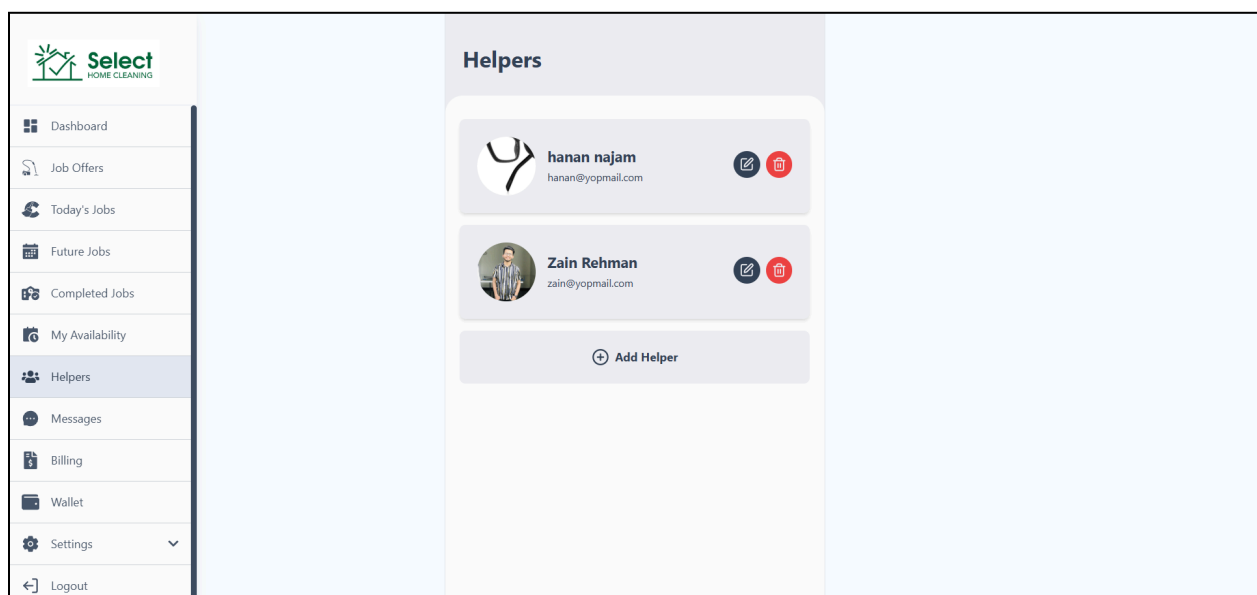 Select
HOME CLEANING
Dashboard
Job Offers
Today's Jobs
Future Jobs
Completed Jobs
My Availability
Helpers
Messages
Billing
Wallet
Settings
Logout
Helpers
hanan najam
hanan@yopmail.com
Zain Rehman
zain@yopmail.com
Add Helper